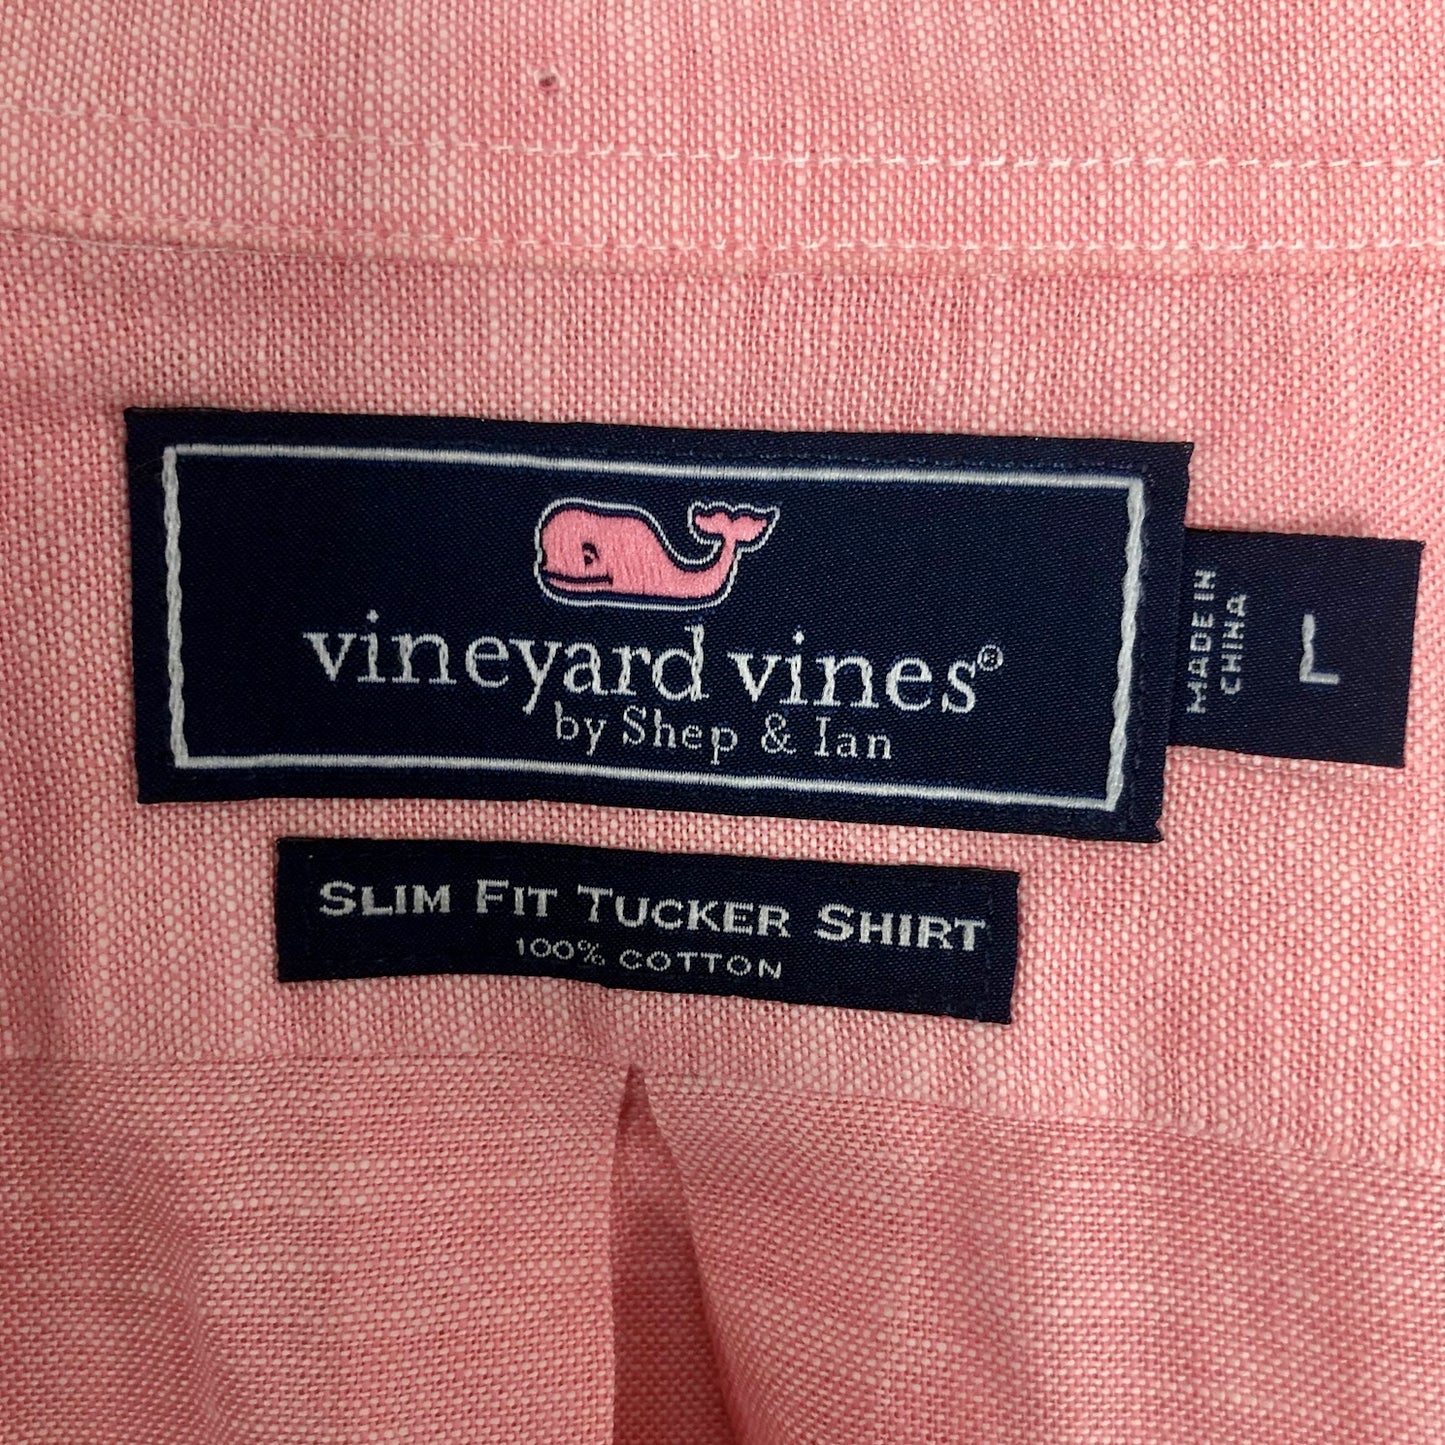 vineyard vines®
by Shep & Ian
MADE IN
CHINA
L
SLIM FIT TUCKER SHIRT
100% COTTON